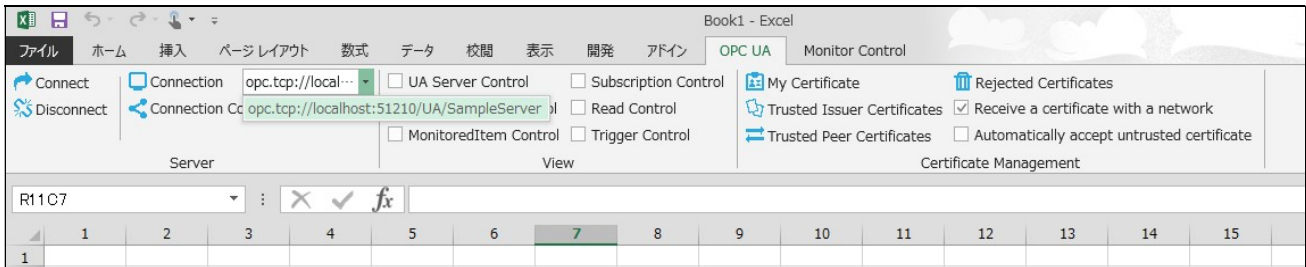 Book1 - Excel
ファイル ホーム 挿入 ページ レイアウト 数式 データ 校閲 表示 開発 アドイン OPC UA Monitor Control
Connect Connection opc.tcp://local··· UA Server Control Subscription Control My Certificate Rejected Certificates
Disconnect Connection Co opc.tcp://localhost:51210/UA/SampleServer ol Read Control Trusted Issuer Certificates Receive a certificate with a network
MonitoredItem Control Trigger Control Trusted Peer Certificates Automatically accept untrusted certificate
Server View Certificate Management
R11C7 fx
1 2 3 4 5 6 7 8 9 10 11 12 13 14 15
1